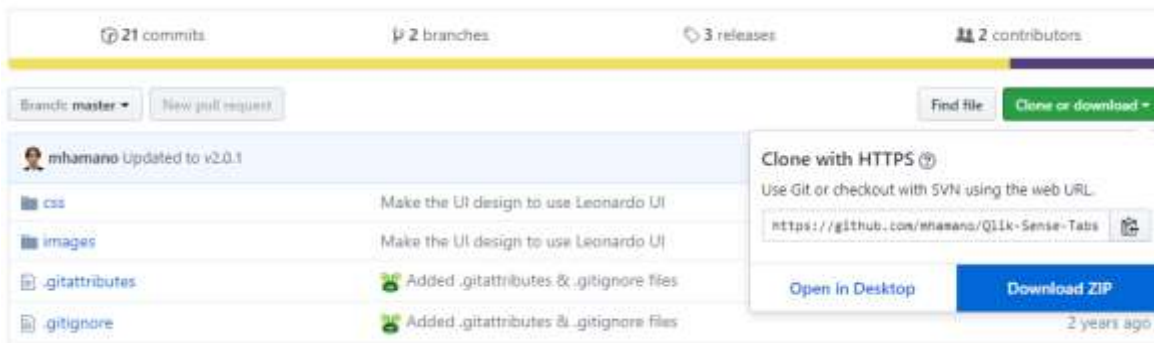 21 commits
2 branches
3 releases
2 contributors
Branch: master
New pull request
Find file
Clone or download
mhamano Updated to v2.0.1
Clone with HTTPS
Use Git or checkout with SVN using the web URL.
https://github.com/mhamano/Qlik-Sense-Tabs
Open in Desktop
Download ZIP
css
Make the UI design to use Leonardo UI
images
Make the UI design to use Leonardo UI
.gitattributes
Added .gitattributes & .gitignore files
.gitignore
Added .gitattributes & .gitignore files
2 years ago